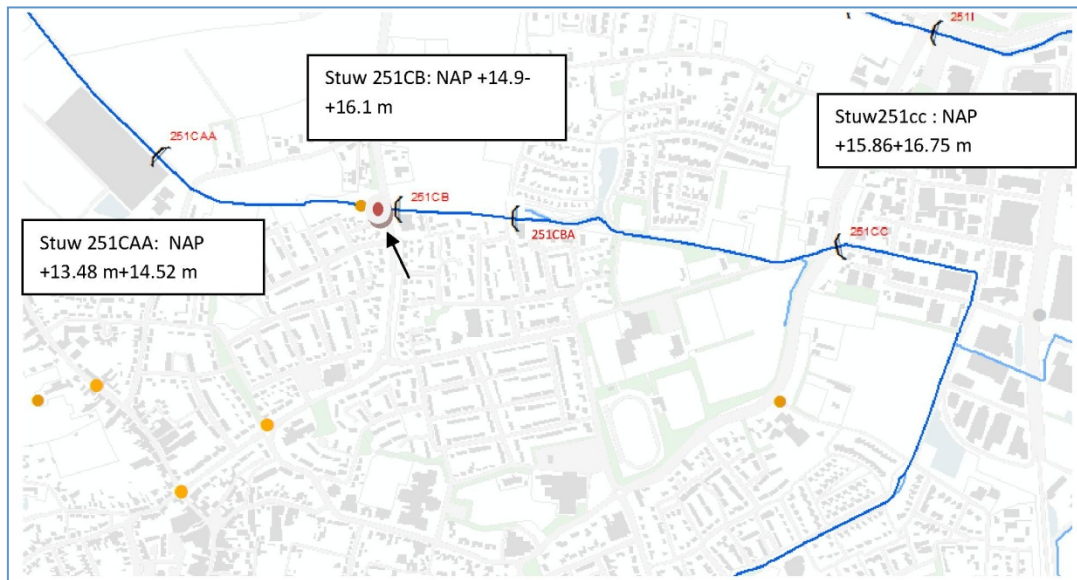 251I
Stuw 251CB: NAP +14.9-
+16.1 m
Stuw251cc : NAP
+15.86+16.75 m
251CAA
251CB
251CBA
251CC
Stuw 251CAA:  NAP
+13.48 m+14.52 m